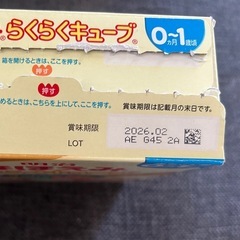 らくらくキューブ
0~1歳頃
カ月
箱を開けるときは、ここを押す。
押す
押す
めるときは、こちらを上にして、ここを押す。
賞味期限は記載月の末日です。
賞味期限 2026.02
LOT AE G45 2A